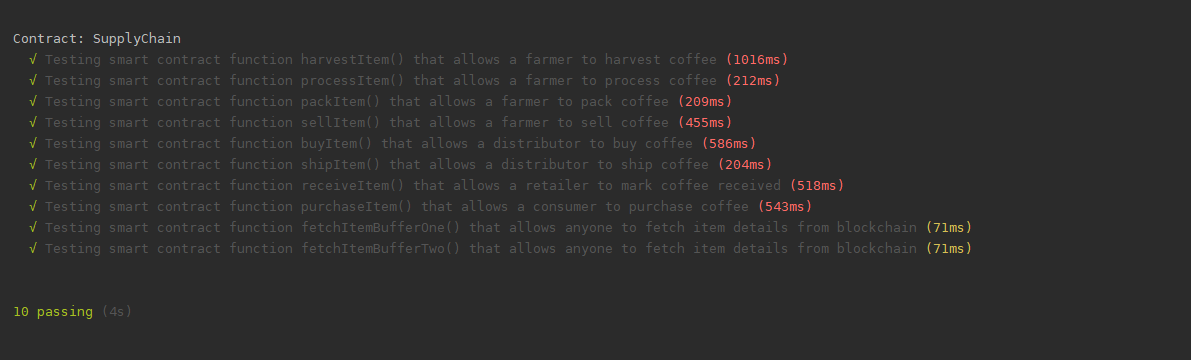 Contract: SupplyChain
√ Testing smart contract function harvestItem() that allows a farmer to harvest coffee (1016ms)
√ Testing smart contract function processItem() that allows a farmer to process coffee (212ms)
√ Testing smart contract function packItem() that allows a farmer to pack coffee (209ms)
√ Testing smart contract function sellItem() that allows a farmer to sell coffee (455ms)
√ Testing smart contract function buyItem() that allows a distributor to buy coffee (586ms)
√ Testing smart contract function shipItem() that allows a distributor to ship coffee (204ms)
√ Testing smart contract function receiveItem() that allows a retailer to mark coffee received (518ms)
√ Testing smart contract function purchaseItem() that allows a consumer to purchase coffee (543ms)
√ Testing smart contract function fetchItemBufferOne() that allows anyone to fetch item details from blockchain (71ms)
√ Testing smart contract function fetchItemBufferTwo() that allows anyone to fetch item details from blockchain (71ms)
10 passing (4s)